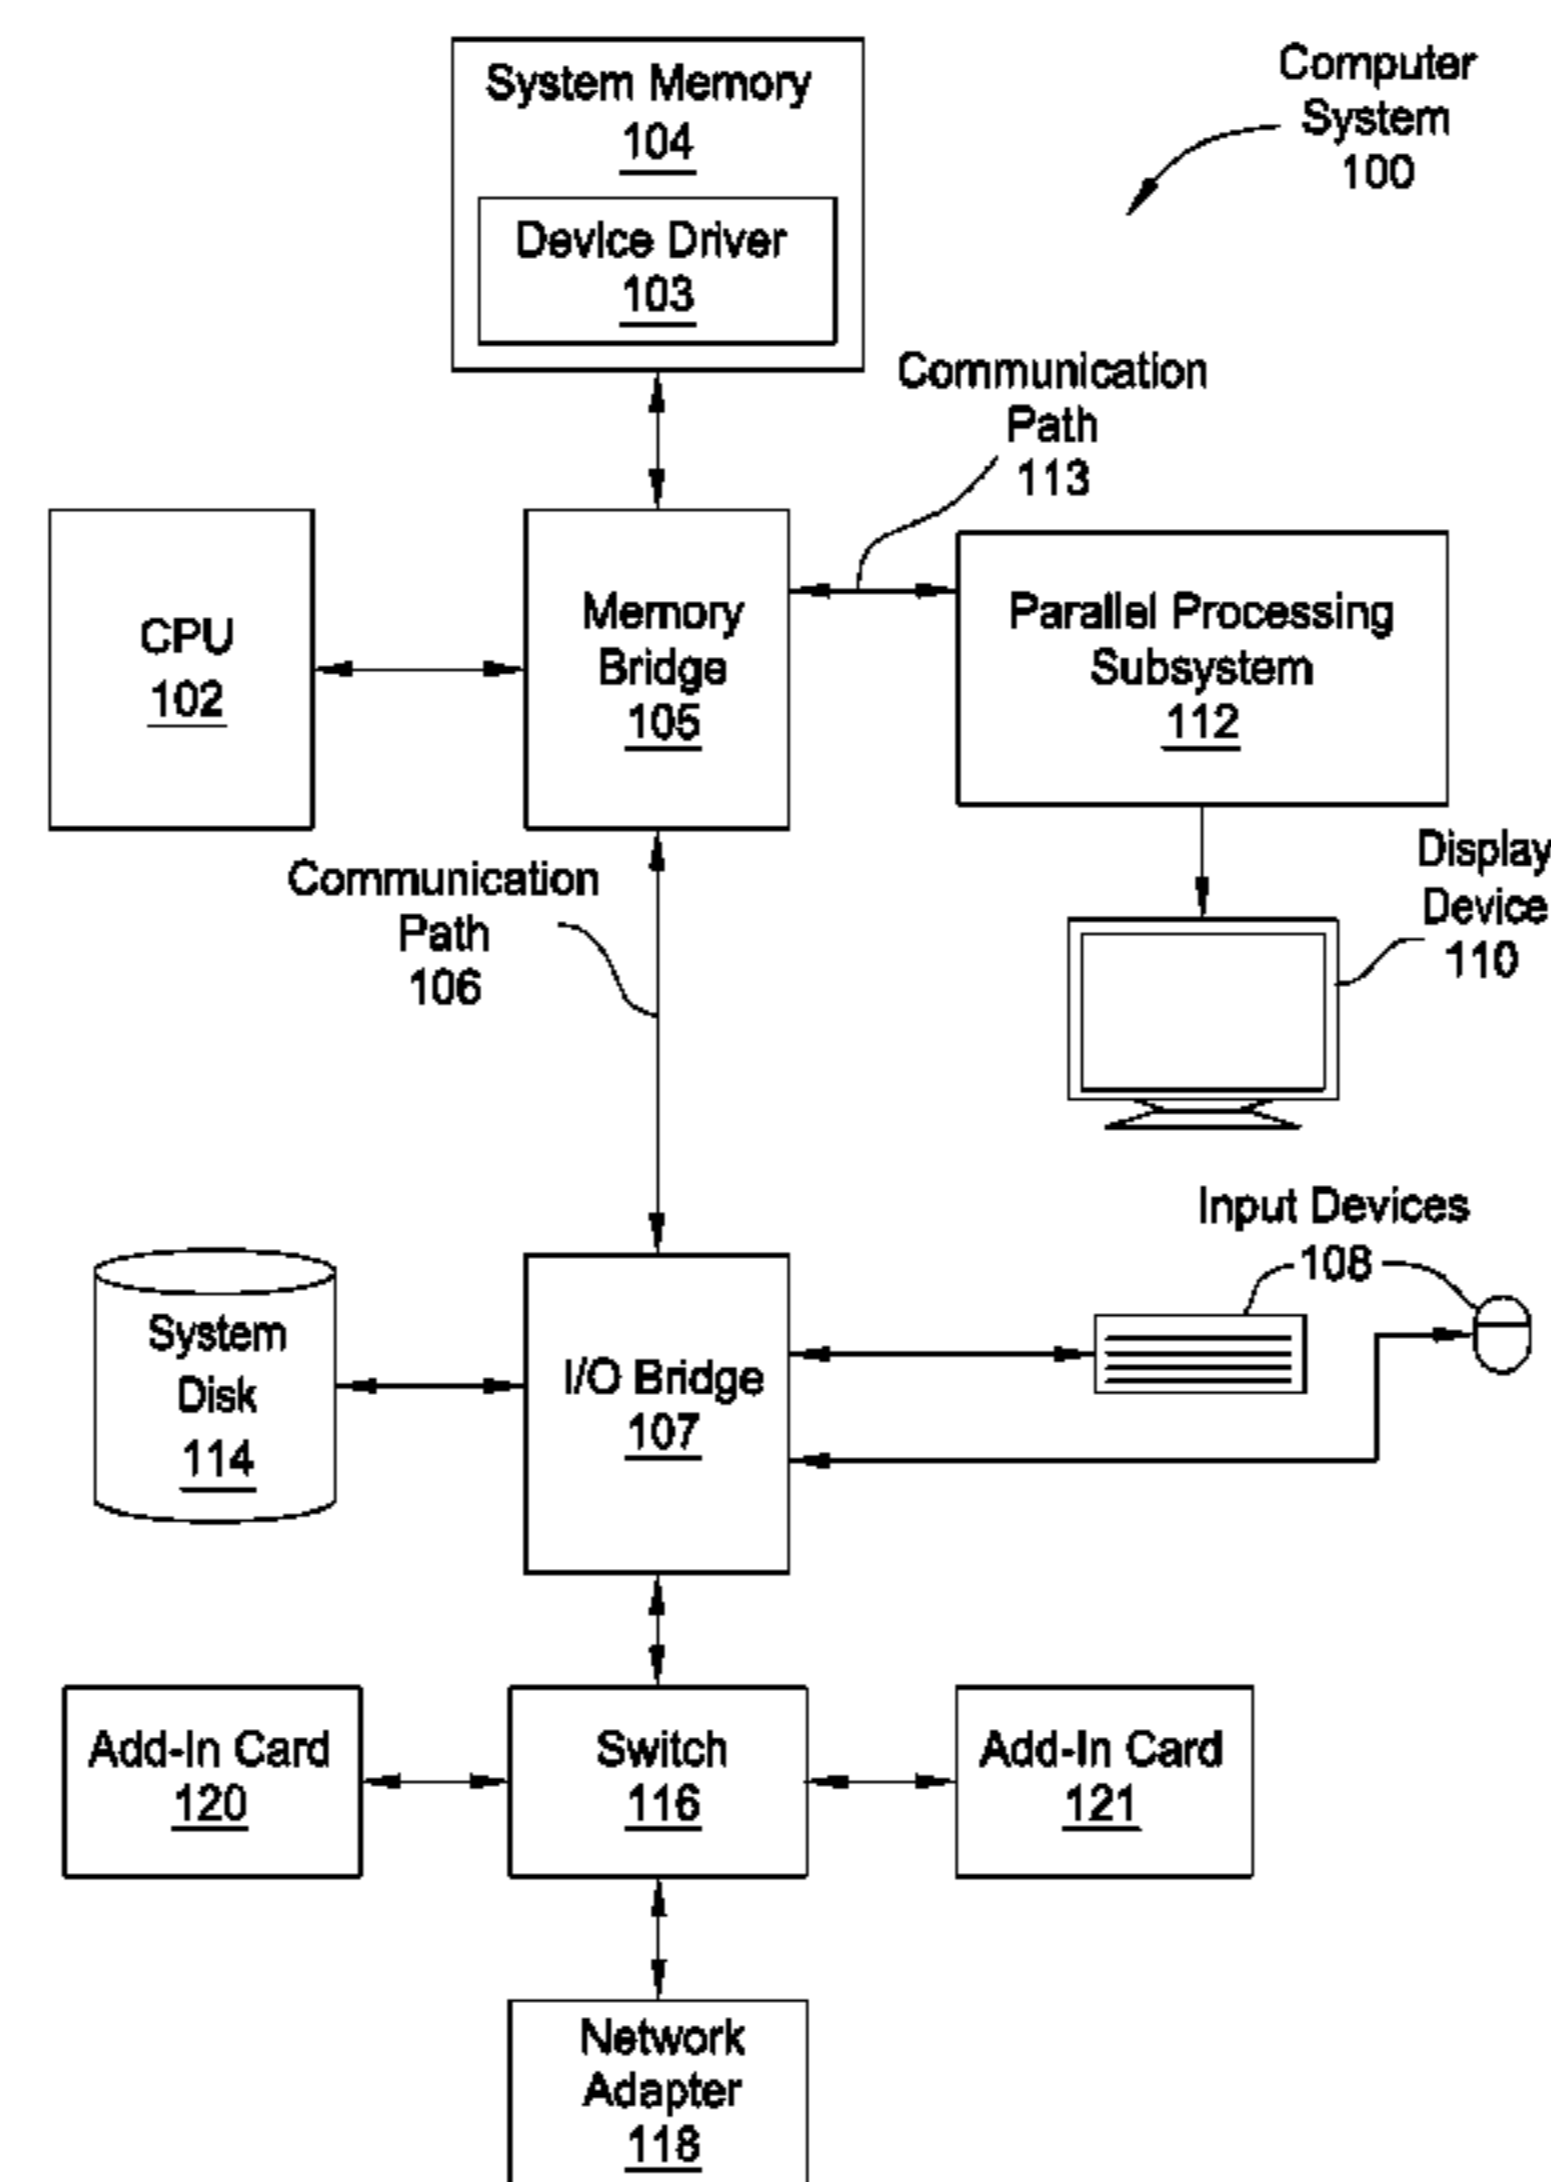 System Memory
104
Device Driver
103
Computer
System
100
Communication
Path
113
CPU
102
Memory
Bridge
105
Parallel Processing
Subsystem
112
Communication
Path
106
Display
Device
110
Input Devices
108
System
Disk
114
I/O Bridge
107
Add-In Card
120
Switch
116
Add-In Card
121
Network
Adapter
118